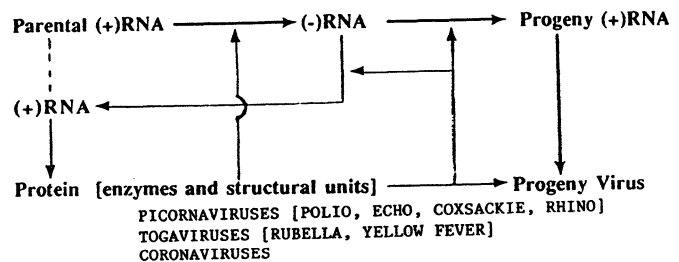 Parental (+)RNA (-)RNA Progeny (+)RNA
(+)RNA
Protein [enzymes and structural units] Progeny Virus
PICORNAVIRUSES [POLIO, ECHO, COXSACKIE, RHINO]
TOGAVIRUSES [RUBELLA, YELLOW FEVER]
CORONAVIRUSES